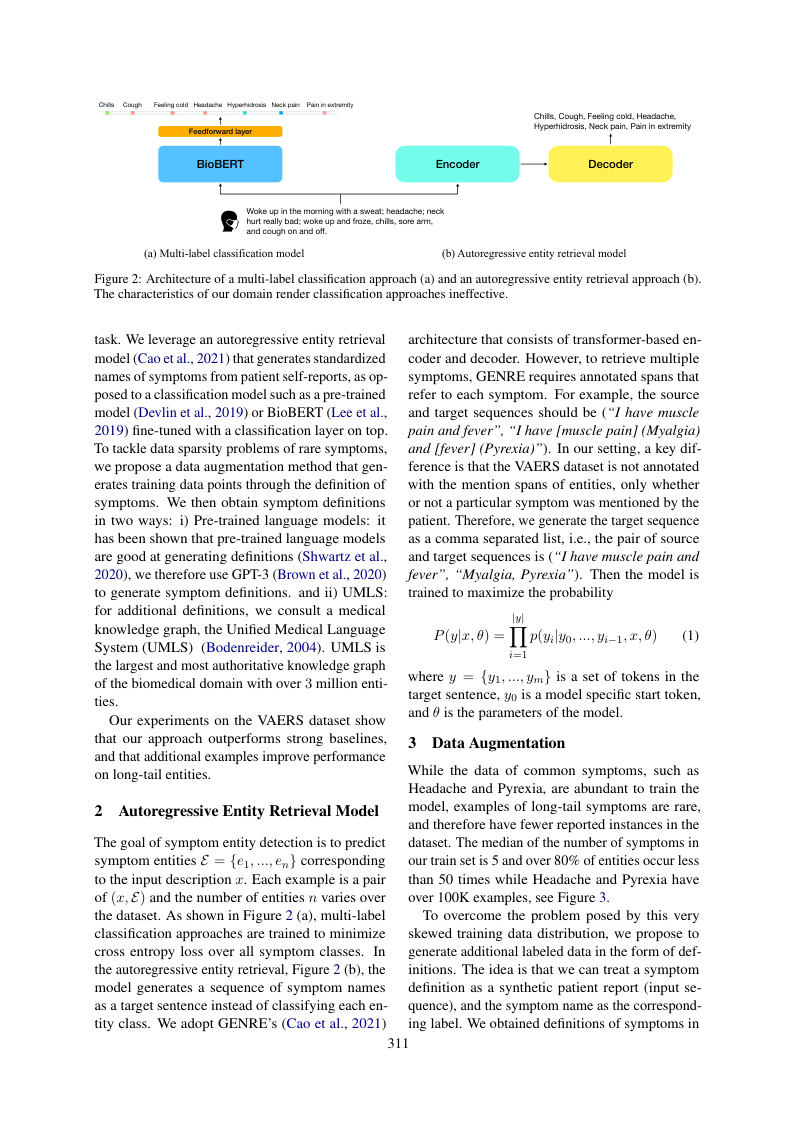 Chills Cough Feeling cold Headache Hyperhidrosis Neck pain Pain in extremity
Feedforward layer
BioBERT
Chills, Cough, Feeling cold, Headache,
Hyperhidrosis, Neck pain, Pain in extremity
Encoder
Decoder
Woke up in the morning with a sweat; headache; neck
hurt really bad; woke up and froze, chills, sore arm,
and cough on and off.
(a) Multi-label classification model
(b) Autoregressive entity retrieval model
Figure 2: Architecture of a multi-label classification approach (a) and an autoregressive entity retrieval approach (b).
The characteristics of our domain render classification approaches ineffective.
task. We leverage an autoregressive entity retrieval
model (Cao et al., 2021) that generates standardized
names of symptoms from patient self-reports, as op-
posed to a classification model such as a pre-trained
model (Devlin et al., 2019) or BioBERT (Lee et al.,
2019) fine-tuned with a classification layer on top.
To tackle data sparsity problems of rare symptoms,
we propose a data augmentation method that gen-
erates training data points through the definition of
symptoms. We then obtain symptom definitions
in two ways: i) Pre-trained language models: it
has been shown that pre-trained language models
are good at generating definitions (Shwartz et al.,
2020), we therefore use GPT-3 (Brown et al., 2020)
to generate symptom definitions. and ii) UMLS:
for additional definitions, we consult a medical
knowledge graph, the Unified Medical Language
System (UMLS) (Bodenreider, 2004). UMLS is
the largest and most authoritative knowledge graph
of the biomedical domain with over 3 million enti-
ties.
Our experiments on the VAERS dataset show
that our approach outperforms strong baselines,
and that additional examples improve performance
on long-tail entities.
2 Autoregressive Entity Retrieval Model
The goal of symptom entity detection is to predict
symptom entities ℰ = {e₁, ..., eₙ} corresponding
to the input description x. Each example is a pair
of (x, ℰ) and the number of entities n varies over
the dataset. As shown in Figure 2 (a), multi-label
classification approaches are trained to minimize
cross entropy loss over all symptom classes. In
the autoregressive entity retrieval, Figure 2 (b), the
model generates a sequence of symptom names
as a target sentence instead of classifying each en-
tity class. We adopt GENRE's (Cao et al., 2021)
architecture that consists of transformer-based en-
coder and decoder. However, to retrieve multiple
symptoms, GENRE requires annotated spans that
refer to each symptom. For example, the source
and target sequences should be (“I have muscle
pain and fever”, “I have [muscle pain] (Myalgia)
and [fever] (Pyrexia)”). In our setting, a key dif-
ference is that the VAERS dataset is not annotated
with the mention spans of entities, only whether
or not a particular symptom was mentioned by the
patient. Therefore, we generate the target sequence
as a comma separated list, i.e., the pair of source
and target sequences is (“I have muscle pain and
fever”, “Myalgia, Pyrexia”). Then the model is
trained to maximize the probability
P(y|x, θ) = ∏_{i=1}^{|y|} p(yᵢ|y₀, ..., yᵢ₋₁, x, θ) (1)
where y = {y₁, ..., yₘ} is a set of tokens in the
target sentence, y₀ is a model specific start token,
and θ is the parameters of the model.
3 Data Augmentation
While the data of common symptoms, such as
Headache and Pyrexia, are abundant to train the
model, examples of long-tail symptoms are rare,
and therefore have fewer reported instances in the
dataset. The median of the number of symptoms in
our train set is 5 and over 80% of entities occur less
than 50 times while Headache and Pyrexia have
over 100K examples, see Figure 3.
To overcome the problem posed by this very
skewed training data distribution, we propose to
generate additional labeled data in the form of def-
initions. The idea is that we can treat a symptom
definition as a synthetic patient report (input se-
quence), and the symptom name as the correspond-
ing label. We obtained definitions of symptoms in
311